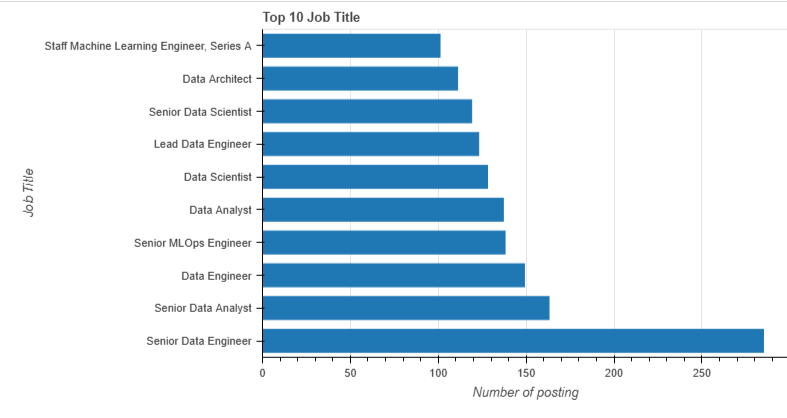 Top 10 Job Title
Staff Machine Learning Engineer, Series A
Data Architect
Senior Data Scientist
Lead Data Engineer
Data Scientist
Data Analyst
Senior MLOps Engineer
Data Engineer
Senior Data Analyst
Senior Data Engineer
Job Title
0 50 100 150 200 250
Number of posting